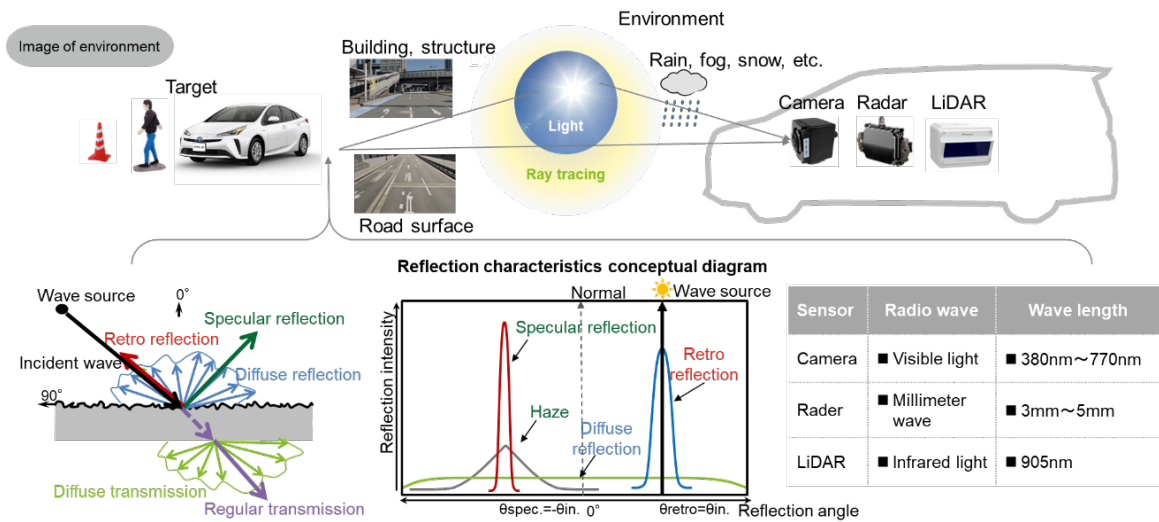 Image of environment
Target
Building, structure
Road surface
Environment
Light
Ray tracing
Rain, fog, snow, etc.
Camera
Radar
LiDAR
Wave source
0°
Retro reflection
Specular reflection
Incident wave
Diffuse reflection
90°
Diffuse transmission
Regular transmission
Reflection characteristics conceptual diagram
Reflection intensity
Normal
Wave source
Specular reflection
Retro
reflection
Haze
Diffuse
reflection
θspec.=-θin.
0°
θretro=θin.
Reflection angle
Sensor Radio wave Wave length
Camera ■ Visible light ■ 380nm～770nm
Rader ■ Millimeter
wave ■ 3mm～5mm
LiDAR ■ Infrared light ■ 905nm